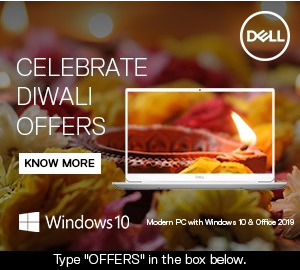 DELL
CELEBRATE
DIWALI
OFFERS
KNOW MORE
DELL
Windows 10
Modern PC with Windows 10 & Office 2019
Type "OFFERS" in the box below.